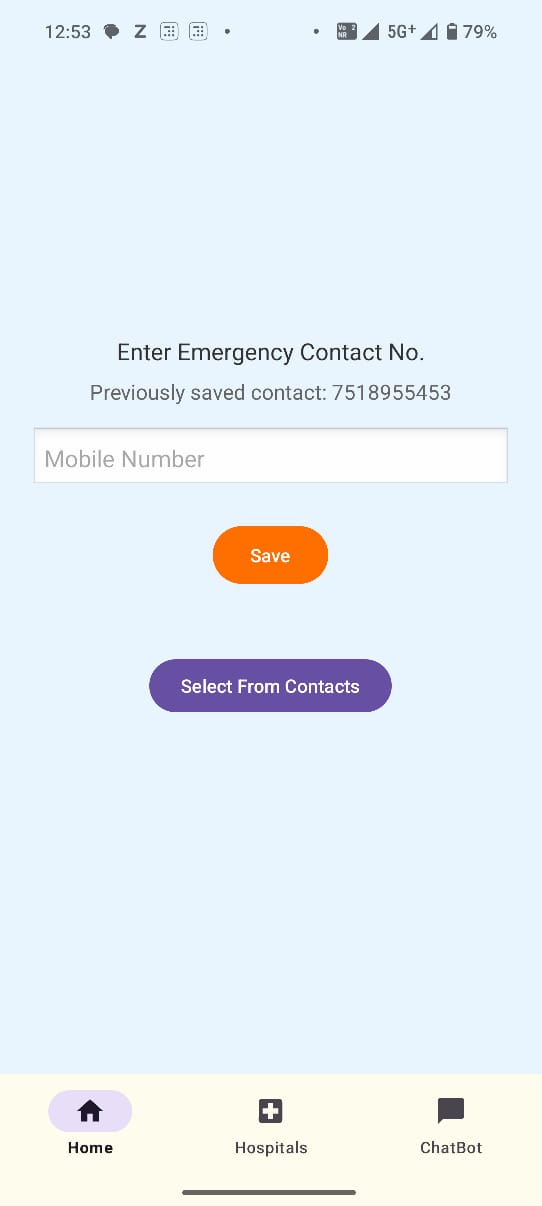 12:53 Z Vo 2 NR 5G+ 79%
Enter Emergency Contact No.
Previously saved contact: 7518955453
Mobile Number
Save
Select From Contacts
Home Hospitals ChatBot